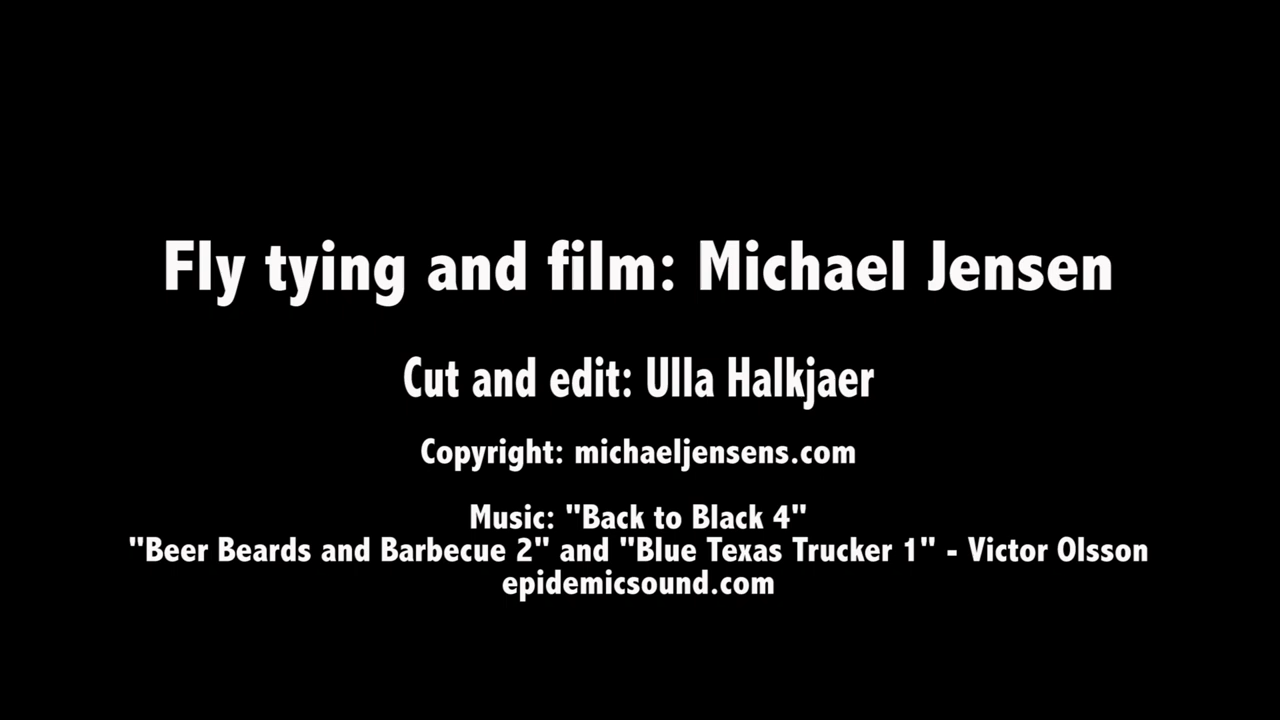 Fly tying and film: Michael Jensen
Cut and edit: Ulla Halkjaer
Copyright: michaeljensens.com
Music: "Back to Black 4"
"Beer Beards and Barbecue 2" and "Blue Texas Trucker 1" - Victor Olsson
epidemicsound.com